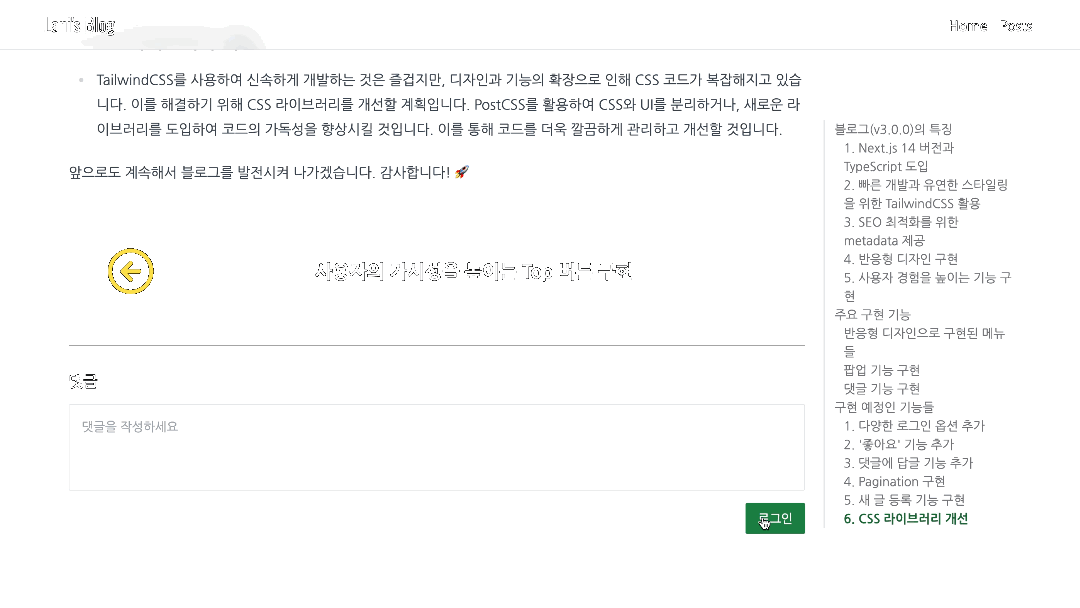 Ian's Blog
Home Posts
TailwindCSS를 사용하여 신속하게 개발하는 것은 즐겁지만, 디자인과 기능의 확장으로 인해 CSS 코드가 복잡해지고 있습
니다. 이를 해결하기 위해 CSS 라이브러리를 개선할 계획입니다. PostCSS를 활용하여 CSS와 UI를 분리하거나, 새로운 라
이브러리를 도입하여 코드의 가독성을 향상시킬 것입니다. 이를 통해 코드를 더욱 깔끔하게 관리하고 개선할 것입니다.
앞으로도 계속해서 블로그를 발전시켜 나가겠습니다. 감사합니다! 🚀
사용자의 가시성을 높이는 Top 버튼 구현
댓글
댓글을 작성하세요
로그인
블로그(v3.0.0)의 특징
1. Next.js 14 버전과
TypeScript 도입
2. 빠른 개발과 유연한 스타일링
을 위한 TailwindCSS 활용
3. SEO 최적화를 위한
metadata 제공
4. 반응형 디자인 구현
5. 사용자 경험을 높이는 기능 구
현
주요 구현 기능
반응형 디자인으로 구현된 메뉴
들
팝업 기능 구현
댓글 기능 구현
구현 예정인 기능들
1. 다양한 로그인 옵션 추가
2. '좋아요' 기능 추가
3. 댓글에 답글 기능 추가
4. Pagination 구현
5. 새 글 등록 기능 구현
6. CSS 라이브러리 개선